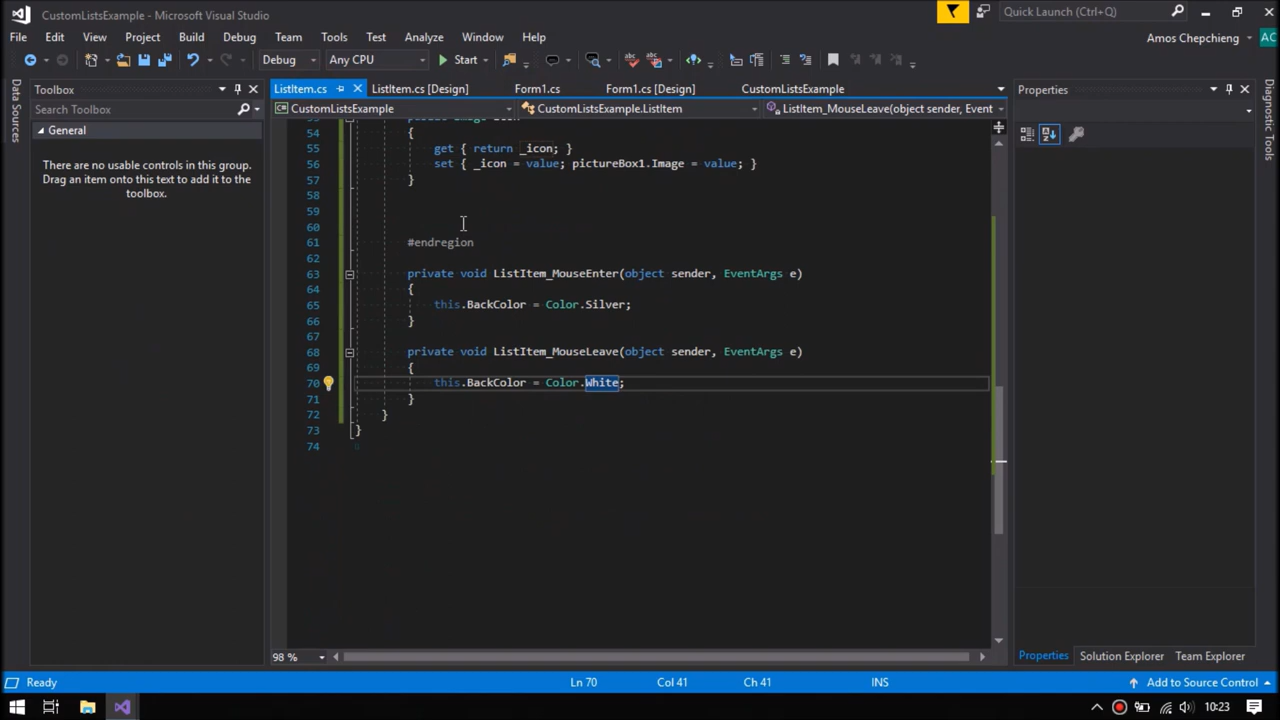 CustomListsExample - Microsoft Visual Studio
Quick Launch (Ctrl+Q)
File Edit View Project Build Debug Team Tools Test Analyze Window Help
Amos Chepchieng AC
Debug Any CPU Start
Data Sources
Toolbox
Search Toolbox
General
There are no usable controls in this group.
Drag an item onto this text to add it to the
toolbox.
ListItem.cs ListItem.cs [Design] Form1.cs Form1.cs [Design] CustomListsExample
CustomListsExample CustomListsExample.ListItem ListItem_MouseLeave(object sender, Event
54 {
55 get { return _icon; }
56 set { _icon = value; pictureBox1.Image = value; }
57 }
58
59
60
61 #endregion
62
63 private void ListItem_MouseEnter(object sender, EventArgs e)
64 {
65 this.BackColor = Color.Silver;
66 }
67
68 private void ListItem_MouseLeave(object sender, EventArgs e)
69 {
70 this.BackColor = Color.White;
71 }
72 }
73 }
74
98 %
Properties
Diagnostic Tools
Properties Solution Explorer Team Explorer
Ready Ln 70 Col 41 Ch 41 INS Add to Source Control
10:23